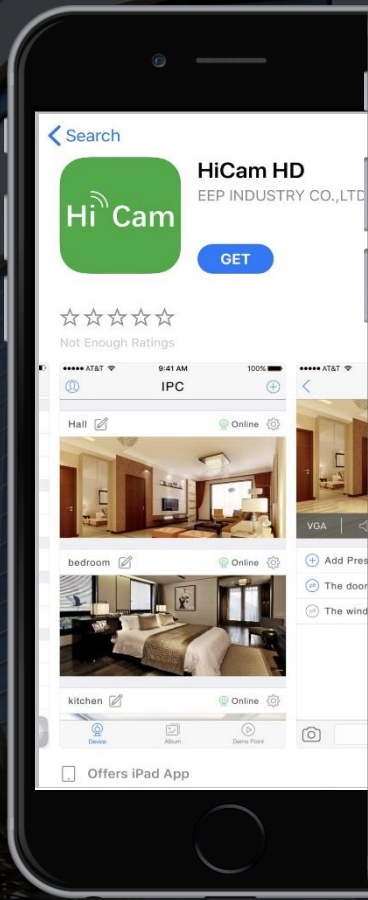 Search
HiCam HD
EEP INDUSTRY CO.,LTD
Hi Cam
GET
Not Enough Ratings
AT&T 9:41 AM 100%
IPC
Hall Online
bedroom Online
kitchen Online
Device Album Demo Point
AT&T
VGA
Add Pres
The door
The wind
Offers iPad App